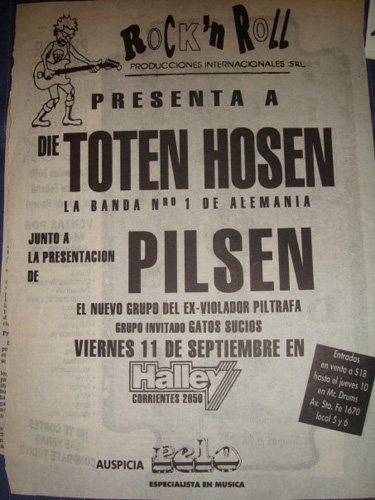 ROCK'n ROLL
PRODUCCIONES INTERNACIONALES SRL
PRESENTA A
DIE TOTEN HOSEN
LA BANDA Nro 1 DE ALEMANIA
JUNTO A
LA PRESENTACION
DE
PILSEN
EL NUEVO GRUPO DEL EX-VIOLADOR PILTRAFA
GRUPO INVITADO GATOS SUCIOS
VIERNES 11 DE SEPTIEMBRE EN
Halley
CORRIENTES 2050
Entradas
en venta a $18
hasta el jueves 10
en Mr. Drums
Av. Sta. Fe 1670
local 5 y 6
AUSPICIA pelo
ESPECIALISTA EN MUSICA